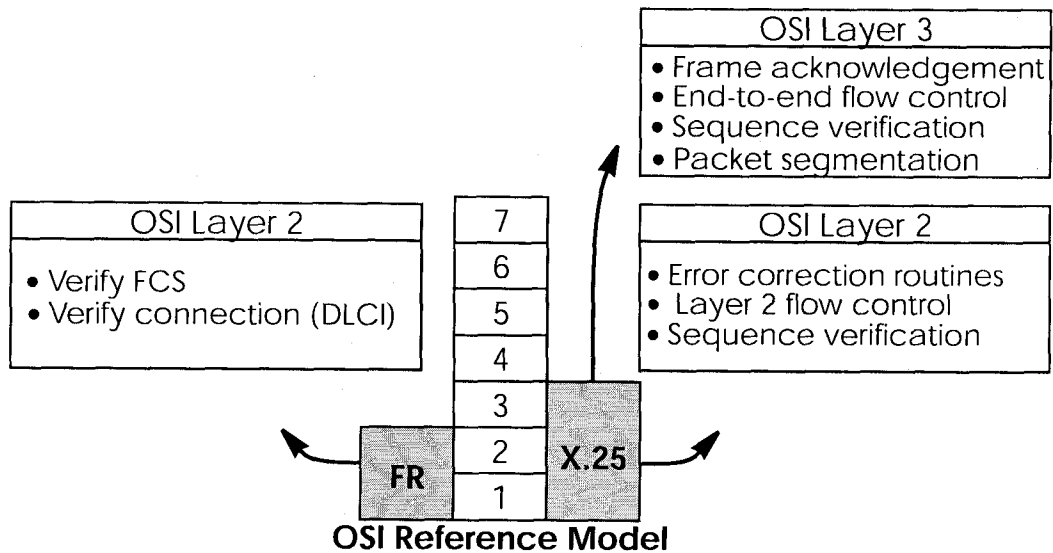 OSI Layer 3
• Frame acknowledgement
• End-to-end flow control
• Sequence verification
• Packet segmentation
OSI Layer 2
• Verify FCS
• Verify connection (DLCI)
7
6
5
4
3
2
1
FR
X.25
OSI Layer 2
• Error correction routines
• Layer 2 flow control
• Sequence verification
OSI Reference Model